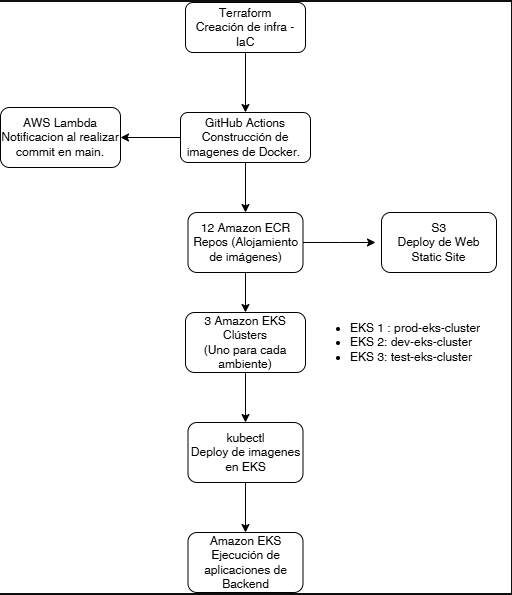 Terraform
Creación de infra -
IaC
AWS Lambda
Notificacion al realizar
commit en main.
GitHub Actions
Construcción de
imagenes de Docker.
12 Amazon ECR
Repos (Alojamiento
de imágenes)
S3
Deploy de Web
Static Site
3 Amazon EKS
Clústers
(Uno para cada
ambiente)
• EKS 1 : prod-eks-cluster
• EKS 2: dev-eks-cluster
• EKS 3: test-eks-cluster
kubectl
Deploy de imagenes
en EKS
Amazon EKS
Ejecución de
aplicaciones de
Backend